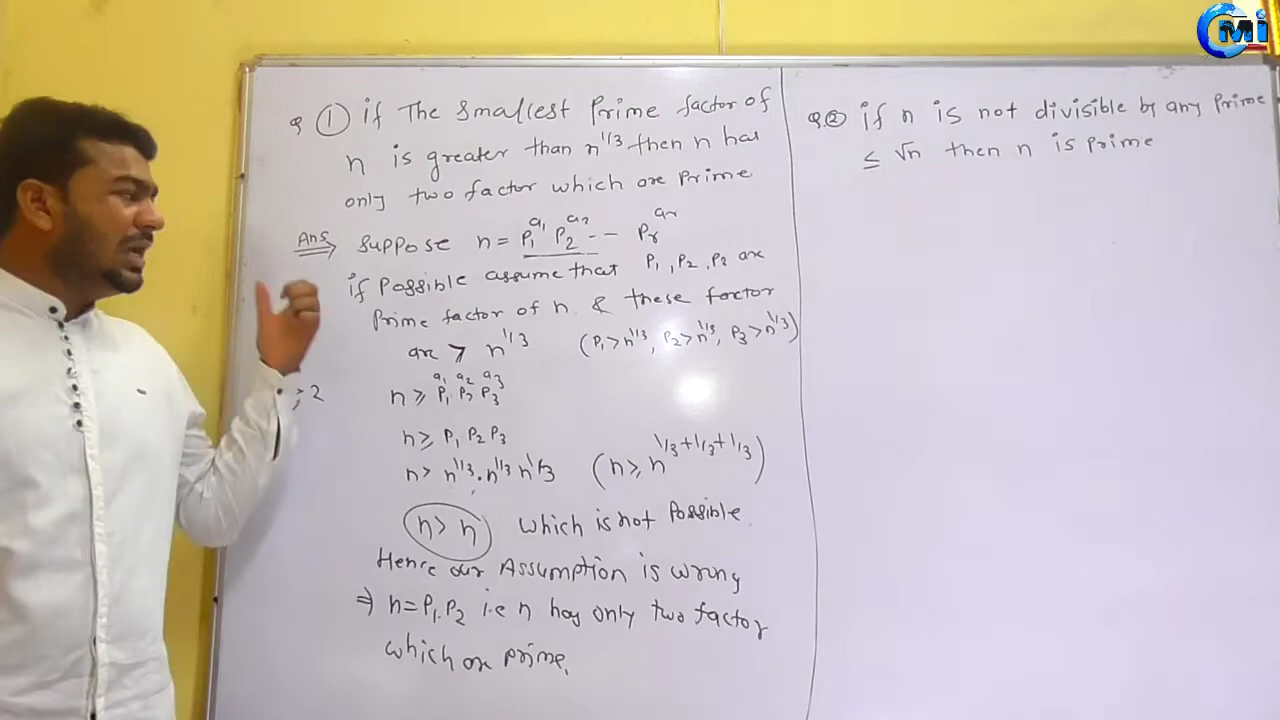 Q ① if The smallest Prime factor of
n is greater than n^1/3 then n has
only two factor which are Prime
Ans ⇒ Suppose n = P₁^a₁ P₂^a₂ -- Pᵣ^aᵣ
if Possible assume that P₁, P₂, P₃ are
Prime factor of n. & these factor
are > n^1/3 (P₁>n^1/3, P₂>n^1/3, P₃>n^1/3)
n ≥ P₁^a₁ P₂^a₂ P₃^a₃
n ≥ P₁ P₂ P₃
n > n^1/3 . n^1/3 n^1/3 (n ≥ n^1/3+1/3+1/3)
n > n which is not Possible
Hence our Assumption is wrong
⇒ n = P₁.P₂ i.e n has only two factor
which are prime.
2
Q.② if n is not divisible by any Prime
≤ √n then n is prime
Mi